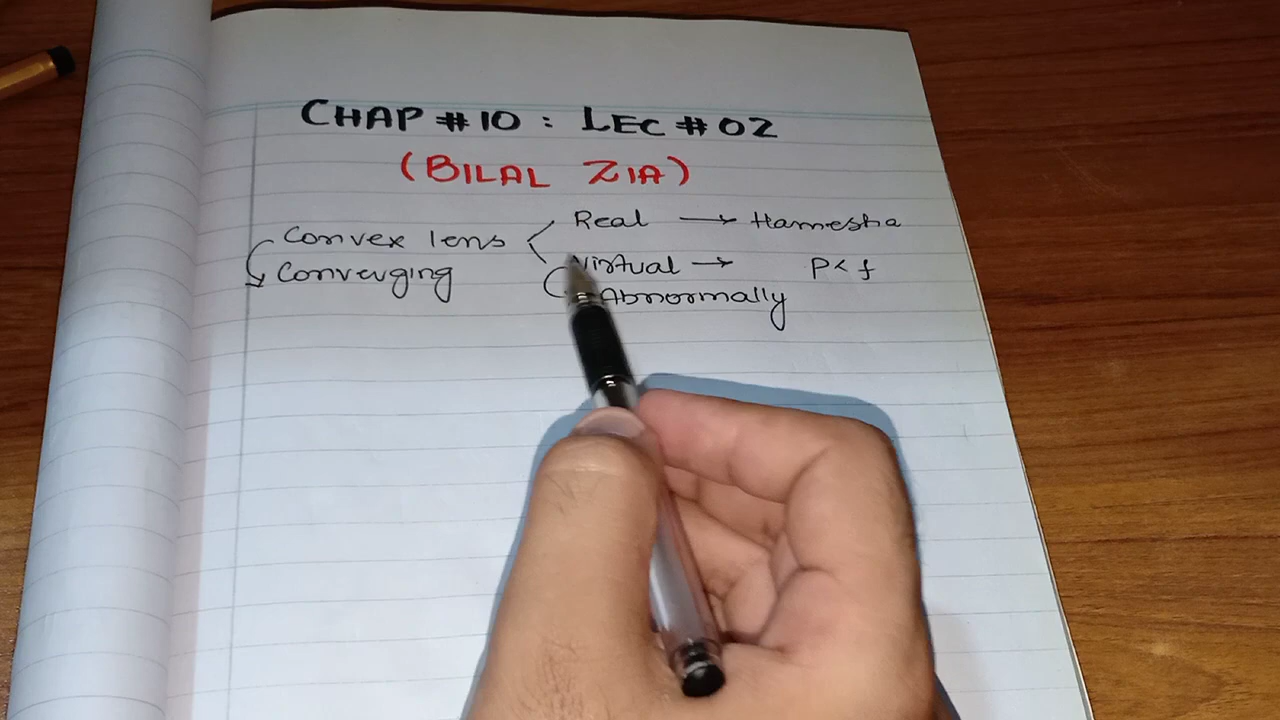 CHAP #10 : LEC #02
(BILAL ZIA)
Convex lens Real → Hamesha
Converging Virtual → P< f
Abnormally